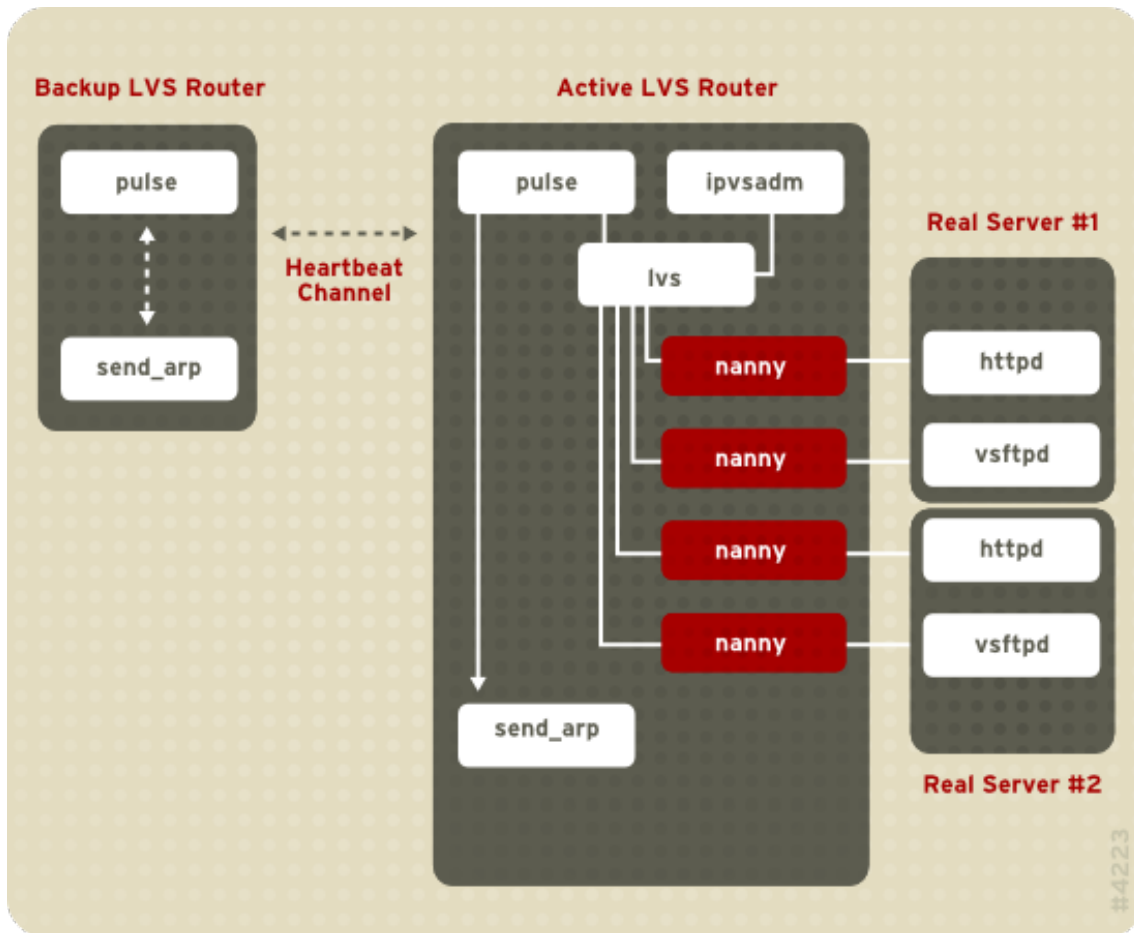 Backup LVS Router
pulse
send_arp
Heartbeat
Channel
Active LVS Router
pulse
ipvsadm
lvs
nanny
nanny
nanny
nanny
send_arp
Real Server #1
httpd
vsftpd
httpd
vsftpd
Real Server #2
#4223